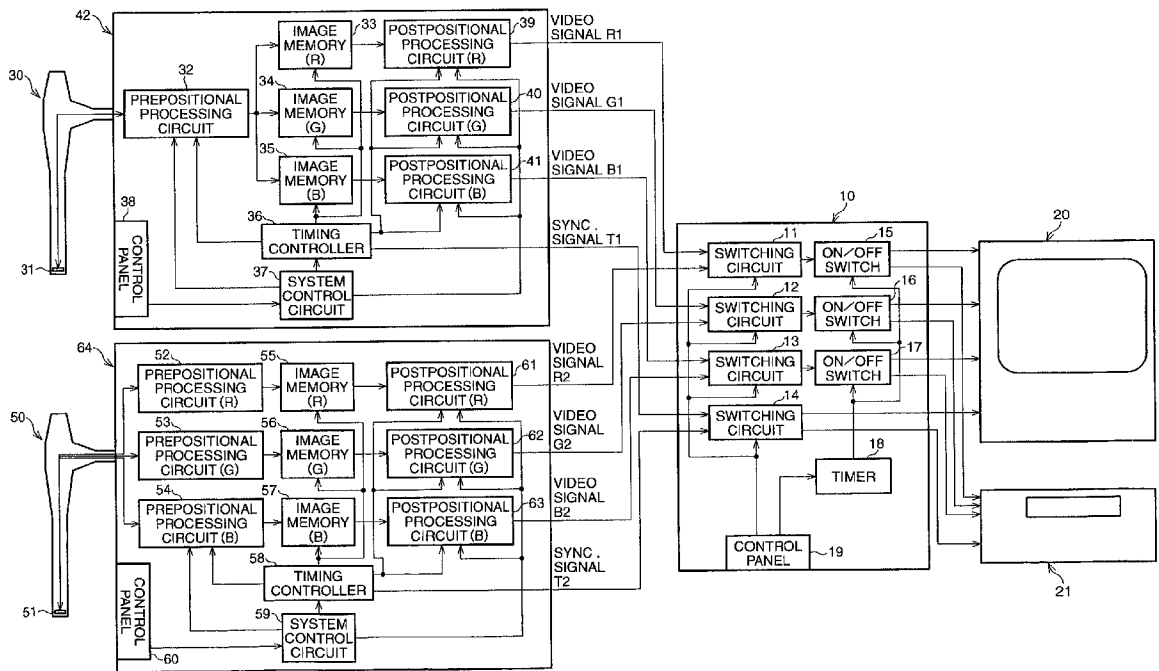 42
30
31
32
PREPOSITIONAL
PROCESSING
CIRCUIT
33
IMAGE
MEMORY
(R)
34
IMAGE
MEMORY
(G)
35
IMAGE
MEMORY
(B)
39
POSTPOSITIONAL
PROCESSING
CIRCUIT (R)
40
POSTPOSITIONAL
PROCESSING
CIRCUIT (G)
41
POSTPOSITIONAL
PROCESSING
CIRCUIT (B)
36
TIMING
CONTROLLER
37
SYSTEM
CONTROL
CIRCUIT
38
CONTROL
PANEL
VIDEO
SIGNAL R1
VIDEO
SIGNAL G1
VIDEO
SIGNAL B1
SYNC.
SIGNAL T1
64
50
51
52
PREPOSITIONAL
PROCESSING
CIRCUIT (R)
53
PREPOSITIONAL
PROCESSING
CIRCUIT (G)
54
PREPOSITIONAL
PROCESSING
CIRCUIT (B)
55
IMAGE
MEMORY
(R)
56
IMAGE
MEMORY
(G)
57
IMAGE
MEMORY
(B)
61
POSTPOSITIONAL
PROCESSING
CIRCUIT (R)
62
POSTPOSITIONAL
PROCESSING
CIRCUIT (G)
63
POSTPOSITIONAL
PROCESSING
CIRCUIT (B)
58
TIMING
CONTROLLER
59
SYSTEM
CONTROL
CIRCUIT
CONTROL
PANEL
60
VIDEO
SIGNAL
R2
VIDEO
SIGNAL
G2
VIDEO
SIGNAL
B2
SYNC.
SIGNAL
T2
10
11
SWITCHING
CIRCUIT
12
SWITCHING
CIRCUIT
13
SWITCHING
CIRCUIT
14
SWITCHING
CIRCUIT
15
ON/OFF
SWITCH
16
ON/OFF
SWITCH
17
ON/OFF
SWITCH
18
TIMER
CONTROL
PANEL
19
20
21